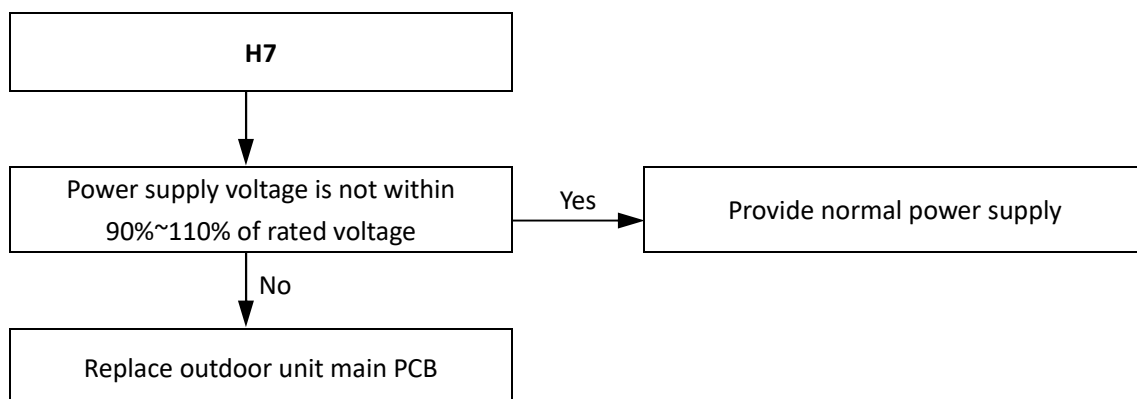 H7
Power supply voltage is not within
90%~110% of rated voltage
Yes
Provide normal power supply
No
Replace outdoor unit main PCB